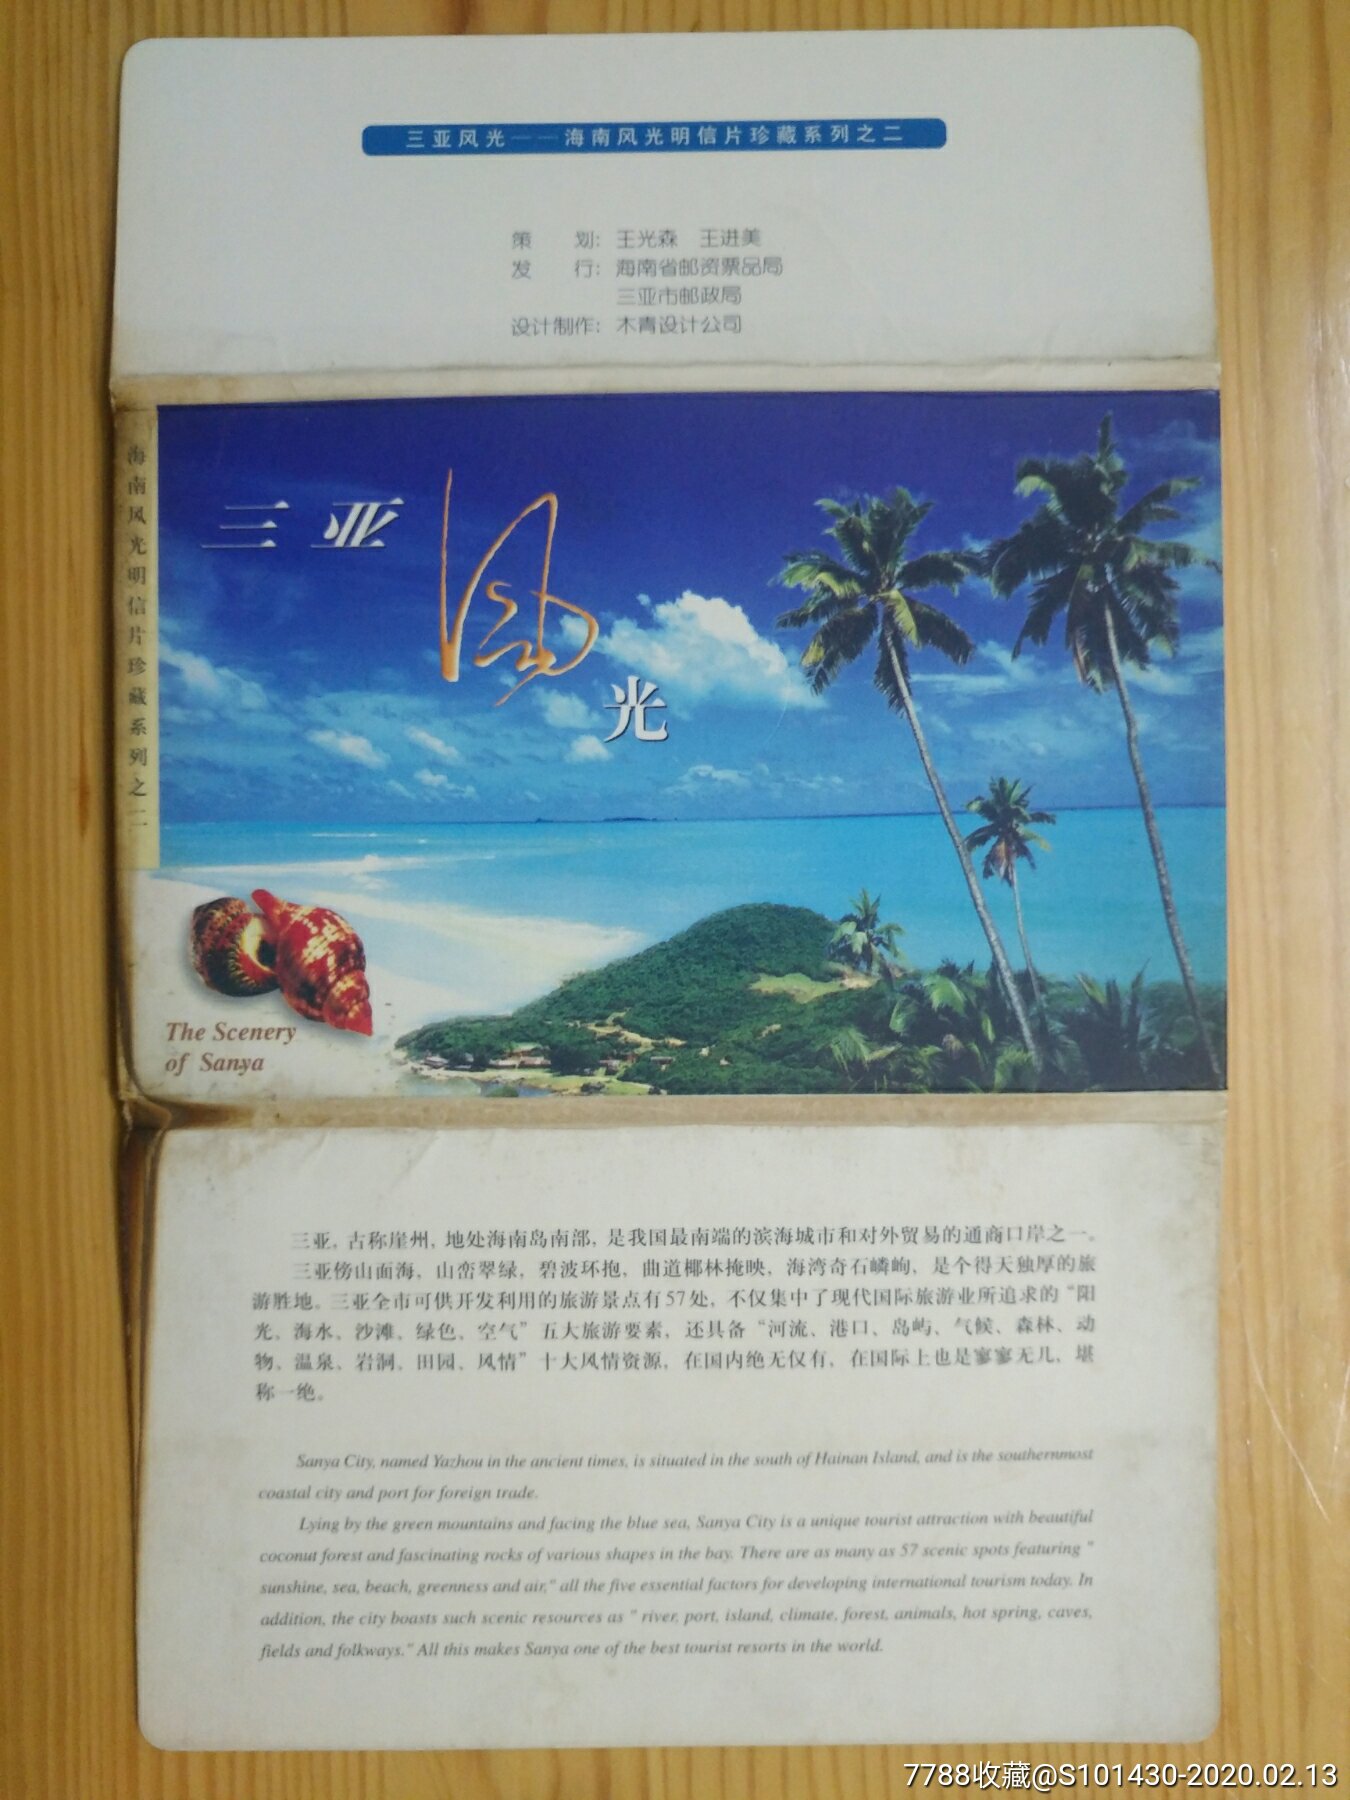 三亚风光——海南风光明信片珍藏系列之二
策　　划：王光森　王进美
发　　行：海南省邮资票品局
三亚市邮政局
设计制作：木青设计公司
海南风光明信片珍藏系列之二
三亚风光
The Scenery
of Sanya
三亚，古称崖州，地处海南岛南部，是我国最南端的滨海城市和对外贸易的通商口岸之一。
三亚傍山面海，山峦翠绿，碧波环抱，曲道椰林掩映，海湾奇石嶙峋，是个得天独厚的旅
游胜地。三亚全市可供开发利用的旅游景点有57处，不仅集中了现代国际旅游业所追求的“阳
光、海水、沙滩、绿色、空气”五大旅游要素，还具备“河流、港口、岛屿、气候、森林、动
物、温泉、岩洞、田园、风情”十大风情资源，在国内绝无仅有，在国际上也是寥寥无几，堪
称一绝。
Sanya City, named Yazhou in the ancient times, is situated in the south of Hainan Island, and is the southernmost
coastal city and port for foreign trade.
Lying by the green mountains and facing the blue sea, Sanya City is a unique tourist attraction with beautiful
coconut forest and fascinating rocks of various shapes in the bay. There are as many as 57 scenic spots featuring "
sunshine, sea, beach, greenness and air," all the five essential factors for developing international tourism today. In
addition, the city boasts such scenic resources as " river, port, island, climate, forest, animals, hot spring, caves,
fields and folkways." All this makes Sanya one of the best tourist resorts in the world.
7788收藏@S101430-2020.02.13